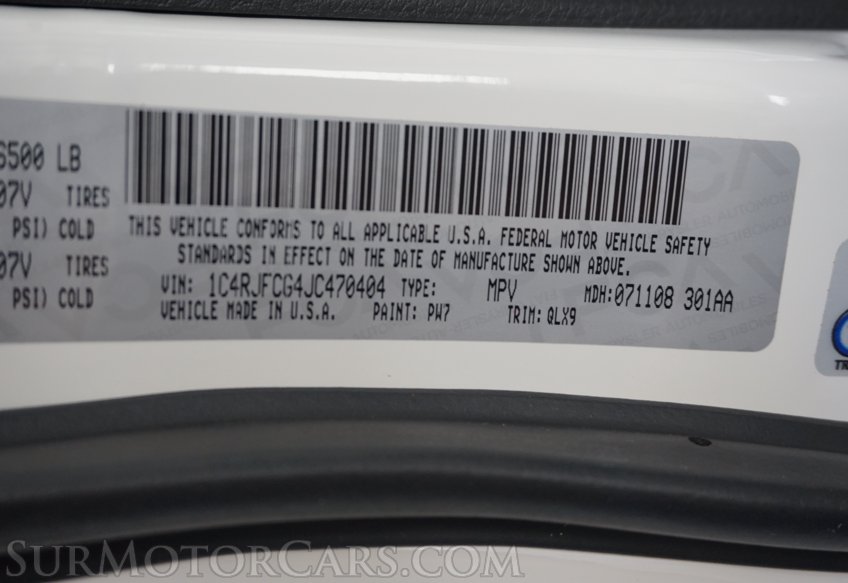 6500 LB
07V TIRES
PSI) COLD
07V TIRES
PSI) COLD
THIS VEHICLE CONFORMS TO ALL APPLICABLE U.S.A. FEDERAL MOTOR VEHICLE SAFETY
STANDARDS IN EFFECT ON THE DATE OF MANUFACTURE SHOWN ABOVE.
VIN: 1C4RJFCG4JC470404 TYPE: MPV MDH:071108 301AA
VEHICLE MADE IN U.S.A. PAINT: PW7 TRIM: QLX9
TR
SurMotorCars.com